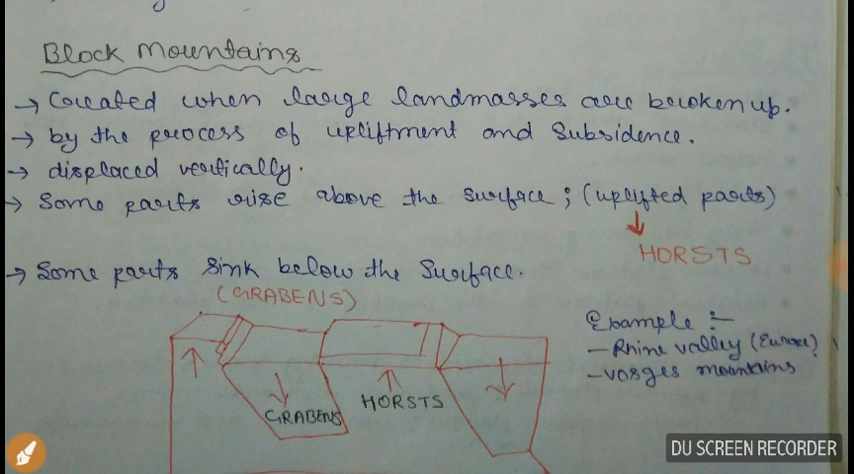 Block Mountains
→ Created when large landmasses are broken up.
→ by the process of upliftment and Subsidence.
→ displaced vertically.
→ Some parts rise above the surface; (uplifted parts)
HORSTS
→ Some parts sink below the Surface.
(GRABENS)
Example :-
- Rhine valley (Europe)
- Vosges mountains
GRABENS
HORSTS
DU SCREEN RECORDER